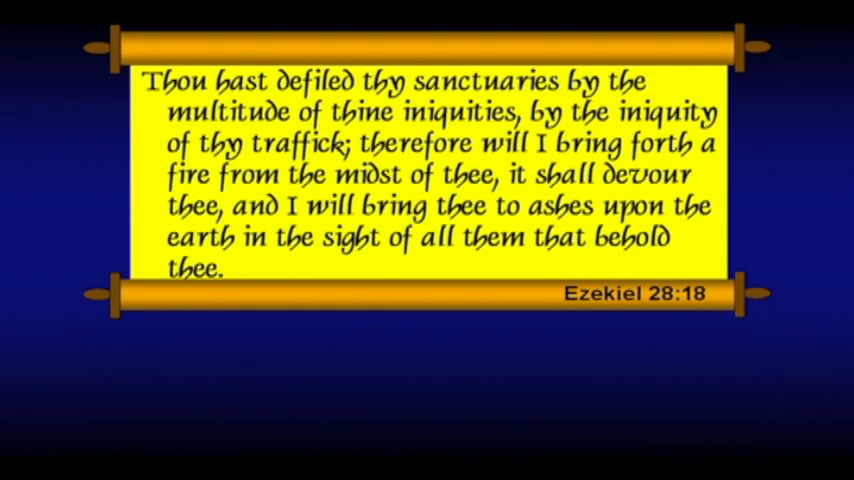 Thou hast defiled thy sanctuaries by the
multitude of thine iniquities, by the iniquity
of thy traffick; therefore will I bring forth a
fire from the midst of thee, it shall devour
thee, and I will bring thee to ashes upon the
earth in the sight of all them that behold
thee.
Ezekiel 28:18